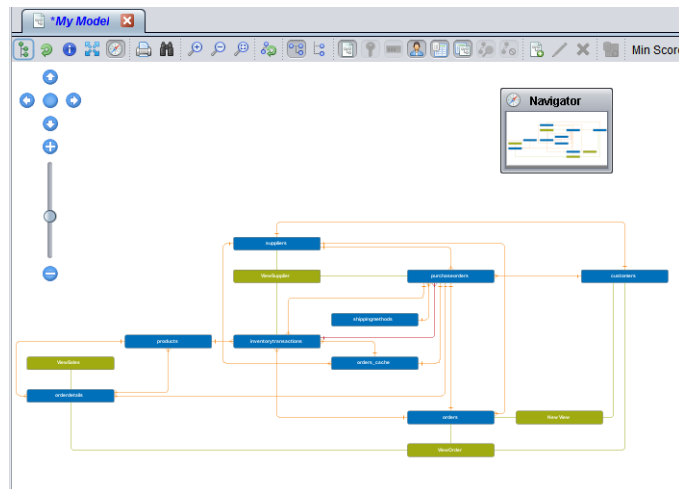 *My Model
Min Score
Navigator
suppliers
ViewSupplier
purchaseorders
customers
shippingmethods
products
inventorytransactions
ViewSales
orders_cache
orderdetails
orders
New View
ViewOrder